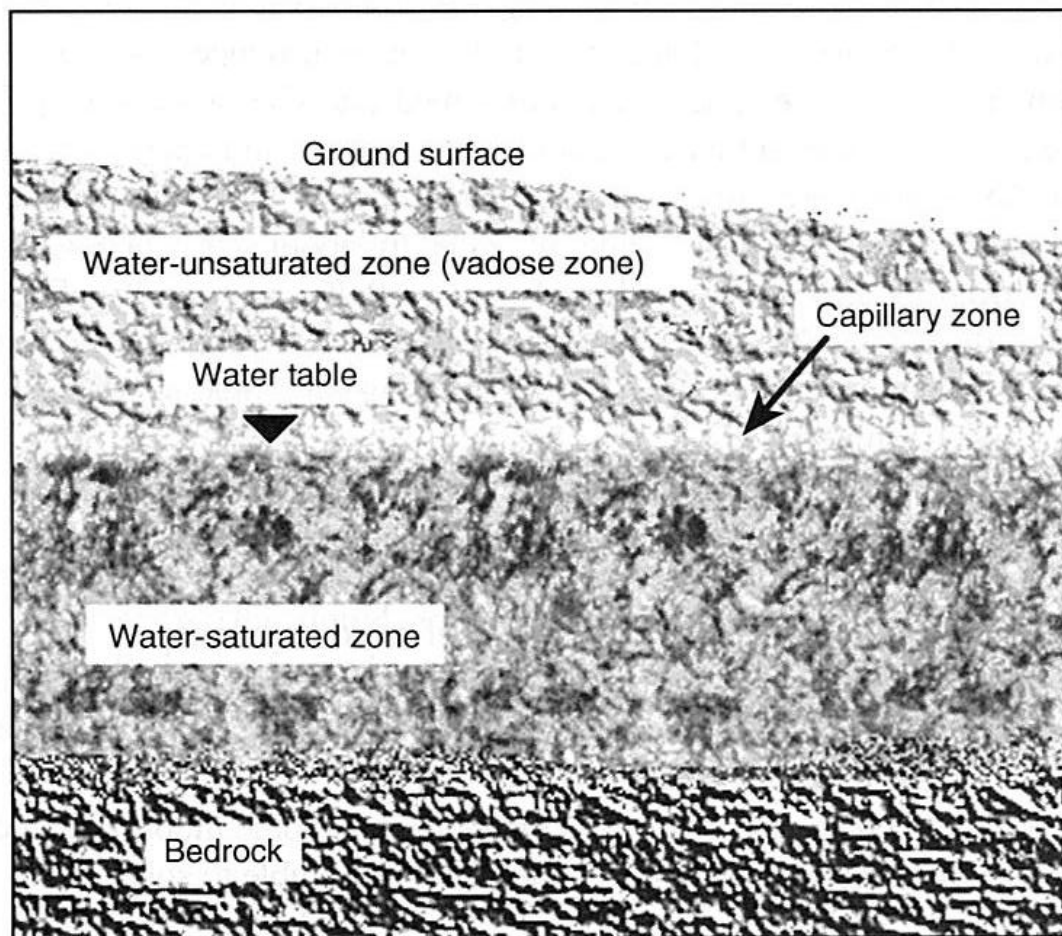 Ground surface
Water-unsaturated zone (vadose zone)
Capillary zone
Water table
Water-saturated zone
Bedrock